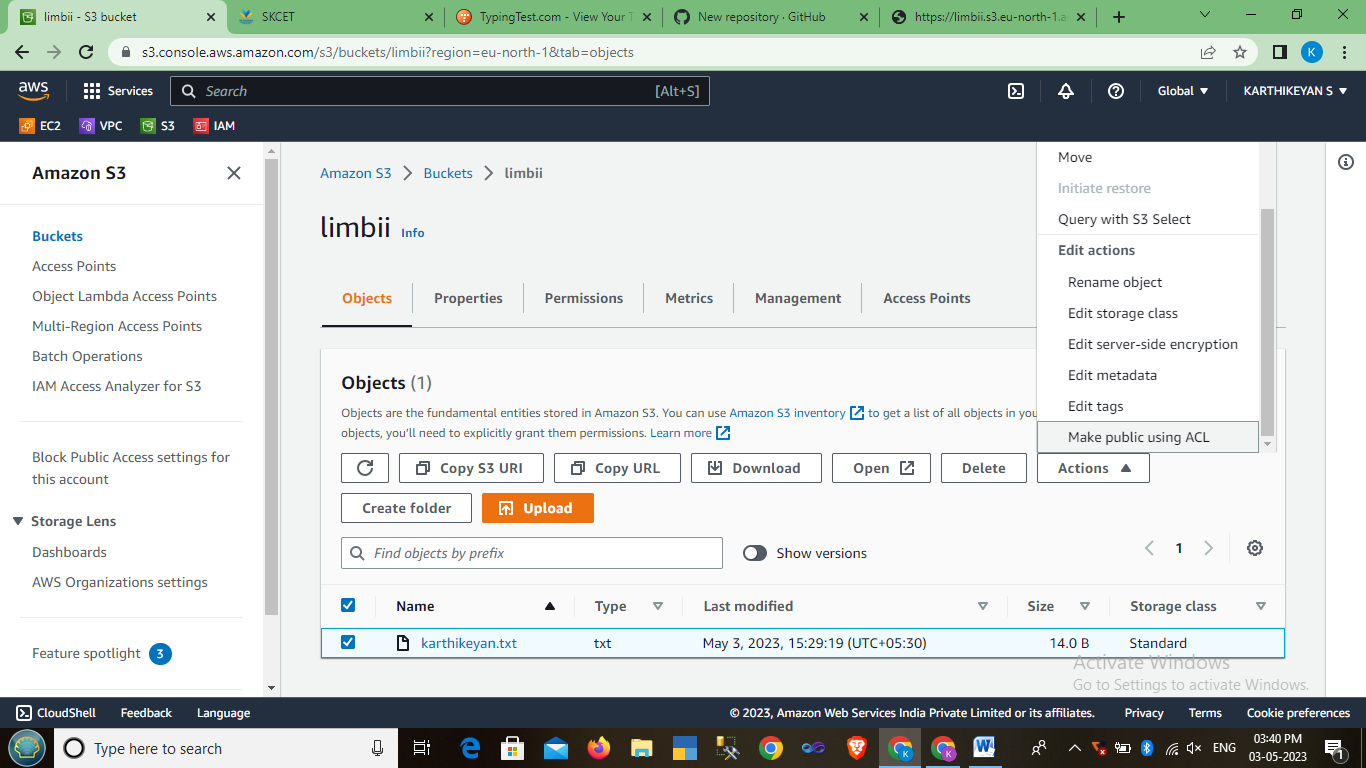 limbii - S3 bucket
SKCET
TypingTest.com - View Your T
New repository · GitHub
https://limbii.s3.eu-north-1.a
s3.console.aws.amazon.com/s3/buckets/limbii?region=eu-north-1&tab=objects
K
aws
Services
Search
[Alt+S]
Global
KARTHIKEYAN S
EC2
VPC
S3
IAM
Amazon S3
Buckets
Access Points
Object Lambda Access Points
Multi-Region Access Points
Batch Operations
IAM Access Analyzer for S3
Block Public Access settings for
this account
Storage Lens
Dashboards
AWS Organizations settings
Feature spotlight 3
Amazon S3 > Buckets > limbii
limbii Info
Objects
Properties
Permissions
Metrics
Management
Access Points
Move
Initiate restore
Query with S3 Select
Edit actions
Rename object
Edit storage class
Edit server-side encryption
Edit metadata
Edit tags
Make public using ACL
Objects (1)
Objects are the fundamental entities stored in Amazon S3. You can use Amazon S3 inventory to get a list of all objects in you
objects, you'll need to explicitly grant them permissions. Learn more
Copy S3 URI
Copy URL
Download
Open
Delete
Actions
Create folder
Upload
Find objects by prefix
Show versions
1
Name
Type
Last modified
Size
Storage class
karthikeyan.txt
txt
May 3, 2023, 15:29:19 (UTC+05:30)
14.0 B
Standard
Activate Windows
Go to Settings to activate Windows.
CloudShell
Feedback
Language
© 2023, Amazon Web Services India Private Limited or its affiliates.
Privacy
Terms
Cookie preferences
Type here to search
ENG
03:40 PM
03-05-2023
1